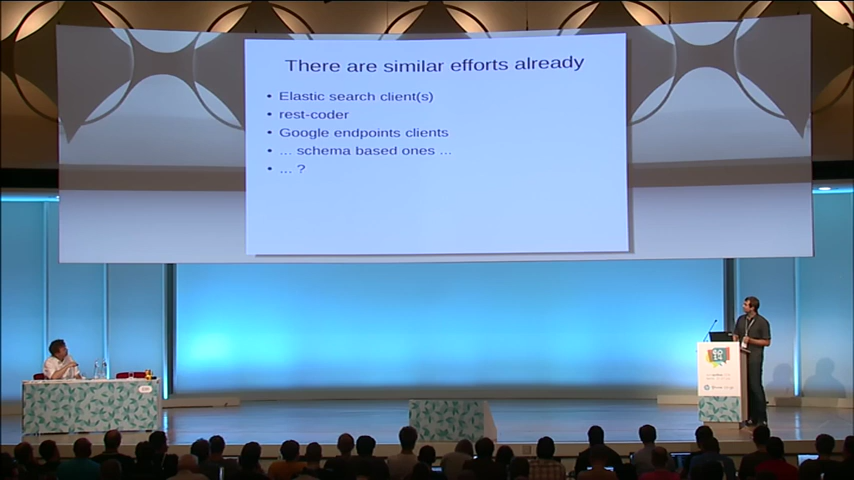 There are similar efforts already
• Elastic search client(s)
• rest-coder
• Google endpoints clients
• ... schema based ones ...
• ... ?